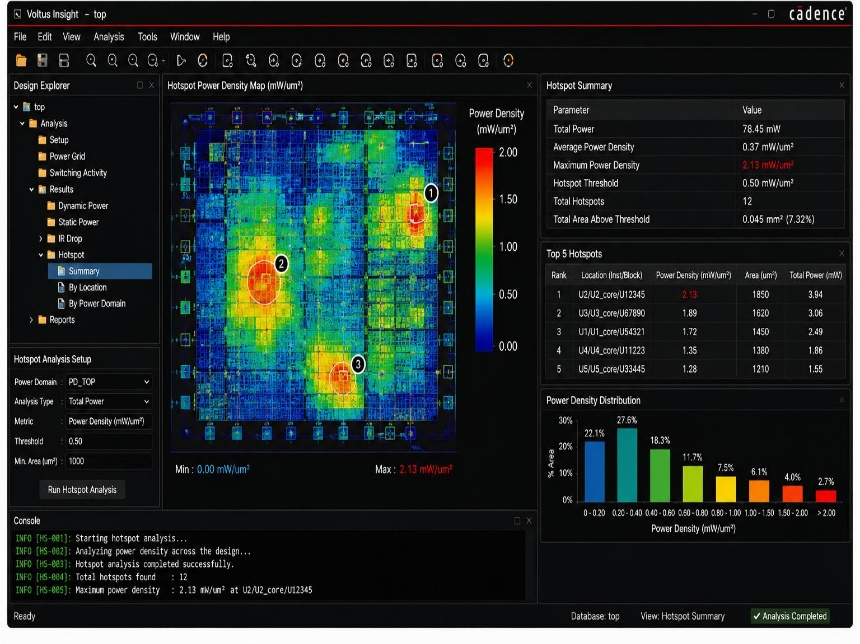 Voltus Insight - top
cādence
File Edit View Analysis Tools Window Help
Design Explorer
top
Analysis
Setup
Power Grid
Switching Activity
Results
Dynamic Power
Static Power
IR Drop
Hotspot
Summary
By Location
By Power Domain
Reports
Hotspot Analysis Setup
Power Domain : PD_TOP
Analysis Type : Total Power
Metric : Power Density (mW/um²)
Threshold : 0.50
Min. Area (um²) : 1000
Run Hotspot Analysis
Hotspot Power Density Map (mW/um²)
1
2
3
Power Density
(mW/um²)
2.00
1.50
1.00
0.50
0.00
Min : 0.00 mW/um²
Max : 2.13 mW/um²
Hotspot Summary
Parameter Value
Total Power 78.45 mW
Average Power Density 0.37 mW/um²
Maximum Power Density 2.13 mW/um²
Hotspot Threshold 0.50 mW/um²
Total Hotspots 12
Total Area Above Threshold 0.045 mm² (7.32%)
Top 5 Hotspots
Rank Location (Inst/Block) Power Density (mW/um²) Area (um²) Total Power (mW)
1 U2/U2_core/U12345 2.13 1850 3.94
2 U3/U3_core/U67890 1.89 1620 3.06
3 U1/U1_core/U54321 1.72 1450 2.49
4 U4/U4_core/U11223 1.35 1380 1.86
5 U5/U5_core/U33445 1.28 1210 1.55
Power Density Distribution
% Area
30%
20%
10%
0%
22.1% 27.6% 18.3% 11.7% 7.5% 6.1% 4.0% 2.7%
0 - 0.20 0.20 - 0.40 0.40 - 0.60 0.60 - 0.80 0.80 - 1.00 1.00 - 1.50 1.50 - 2.00 > 2.00
Power Density (mW/um²)
Console
INFO [HS-001]: Starting hotspot analysis...
INFO [HS-002]: Analyzing power density across the design...
INFO [HS-003]: Hotspot analysis completed successfully.
INFO [HS-004]: Total hotspots found : 12
INFO [HS-005]: Maximum power density : 2.13 mW/um² at U2/U2_core/U12345
Ready
Database: top View: Hotspot Summary ✔ Analysis Completed